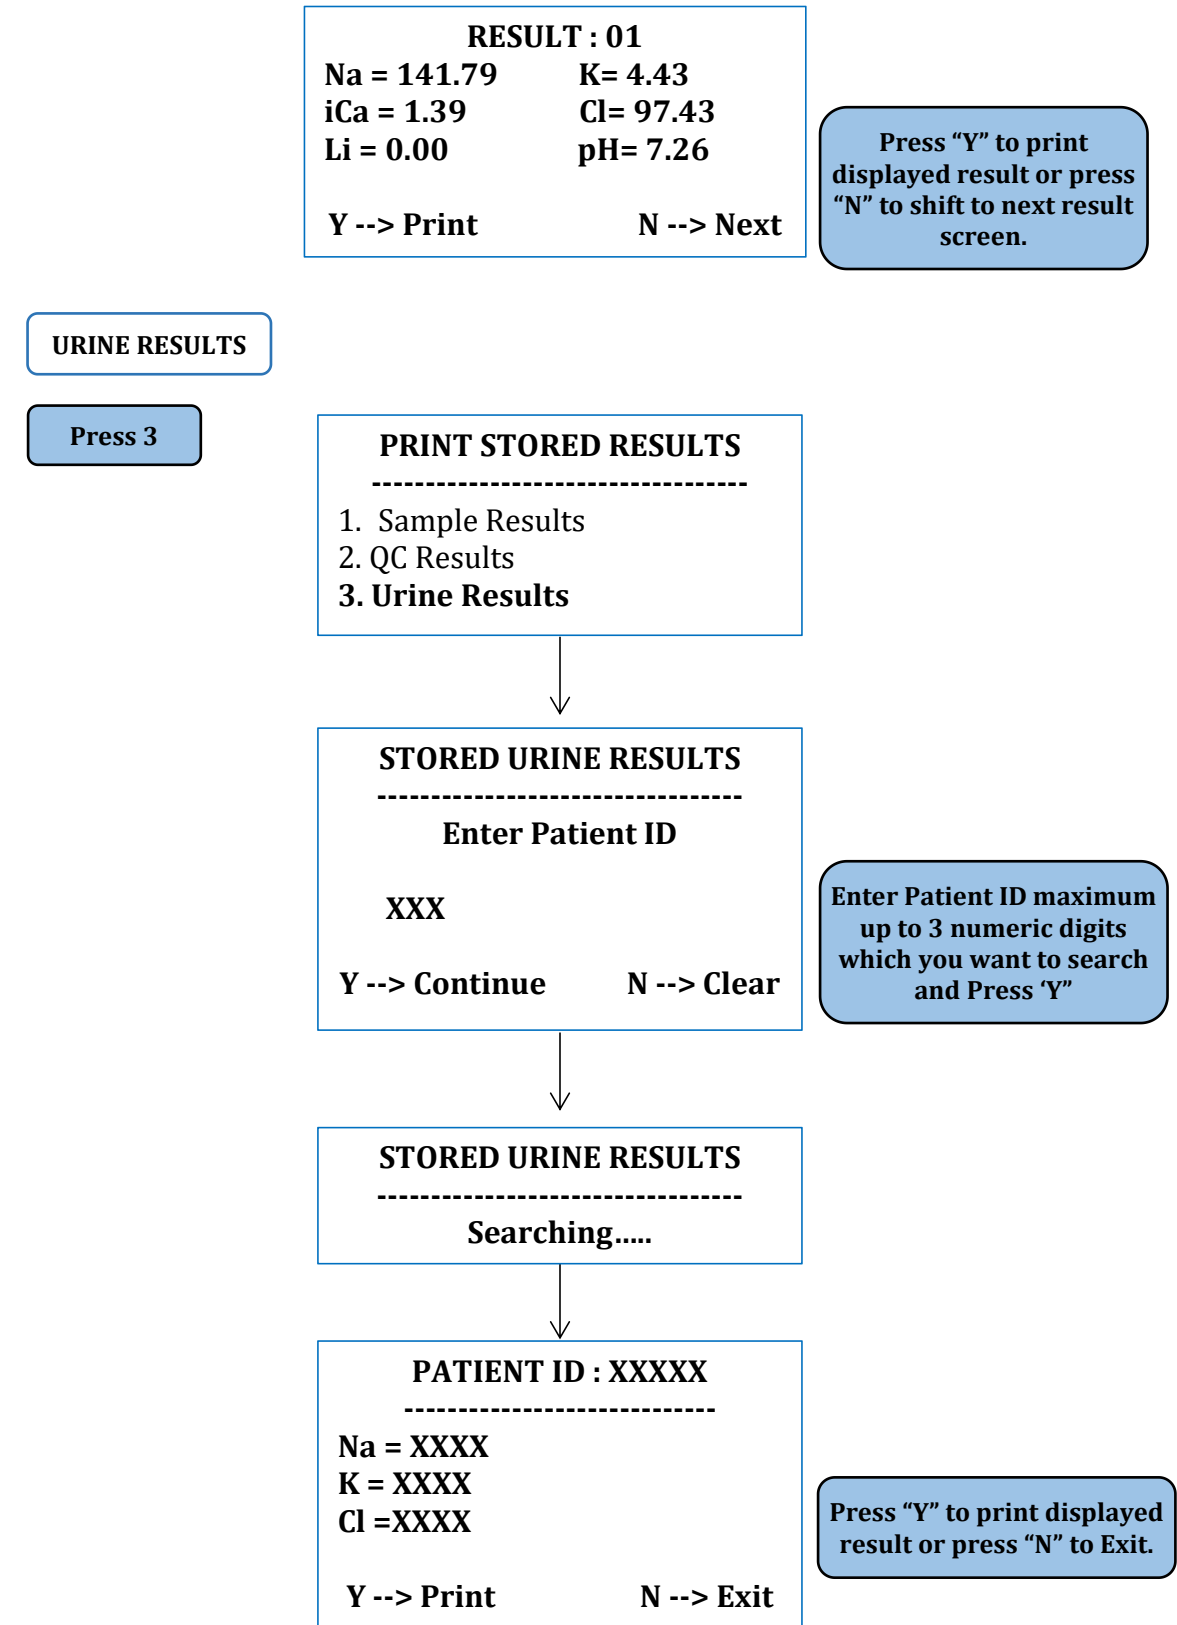 RESULT : 01
Na = 141.79 K= 4.43
iCa = 1.39 Cl= 97.43
Li = 0.00 pH= 7.26
Y --> Print N --> Next
Press “Y” to print
displayed result or press
“N” to shift to next result
screen.
URINE RESULTS
Press 3
PRINT STORED RESULTS
-----------------------------------
1. Sample Results
2. QC Results
3. Urine Results
STORED URINE RESULTS
----------------------------------
Enter Patient ID
XXX
Y --> Continue N --> Clear
Enter Patient ID maximum
up to 3 numeric digits
which you want to search
and Press ‘Y”
STORED URINE RESULTS
----------------------------------
Searching.....
PATIENT ID : XXXXX
-----------------------------
Na = XXXX
K = XXXX
Cl =XXXX
Y --> Print N --> Exit
Press “Y” to print displayed
result or press “N” to Exit.